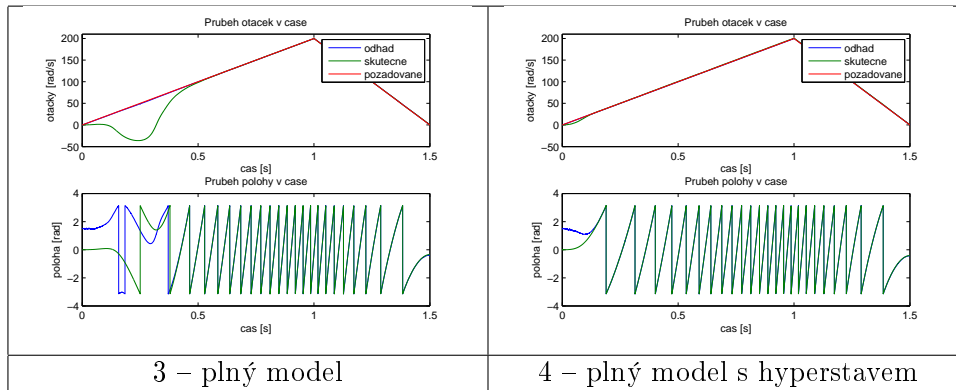 Prubeh otacek v case
200
150
100
50
0
−50
otacky [rad/s]
odhad
skutecne
pozadovane
0
0.5
1
1.5
cas [s]
Prubeh polohy v case
4
2
0
−2
−4
poloha [rad]
0
0.5
1
1.5
cas [s]
3 – plný model
Prubeh otacek v case
200
150
100
50
0
−50
otacky [rad/s]
odhad
skutecne
pozadovane
0
0.5
1
1.5
cas [s]
Prubeh polohy v case
4
2
0
−2
−4
poloha [rad]
0
0.5
1
1.5
cas [s]
4 – plný model s hyperstavem